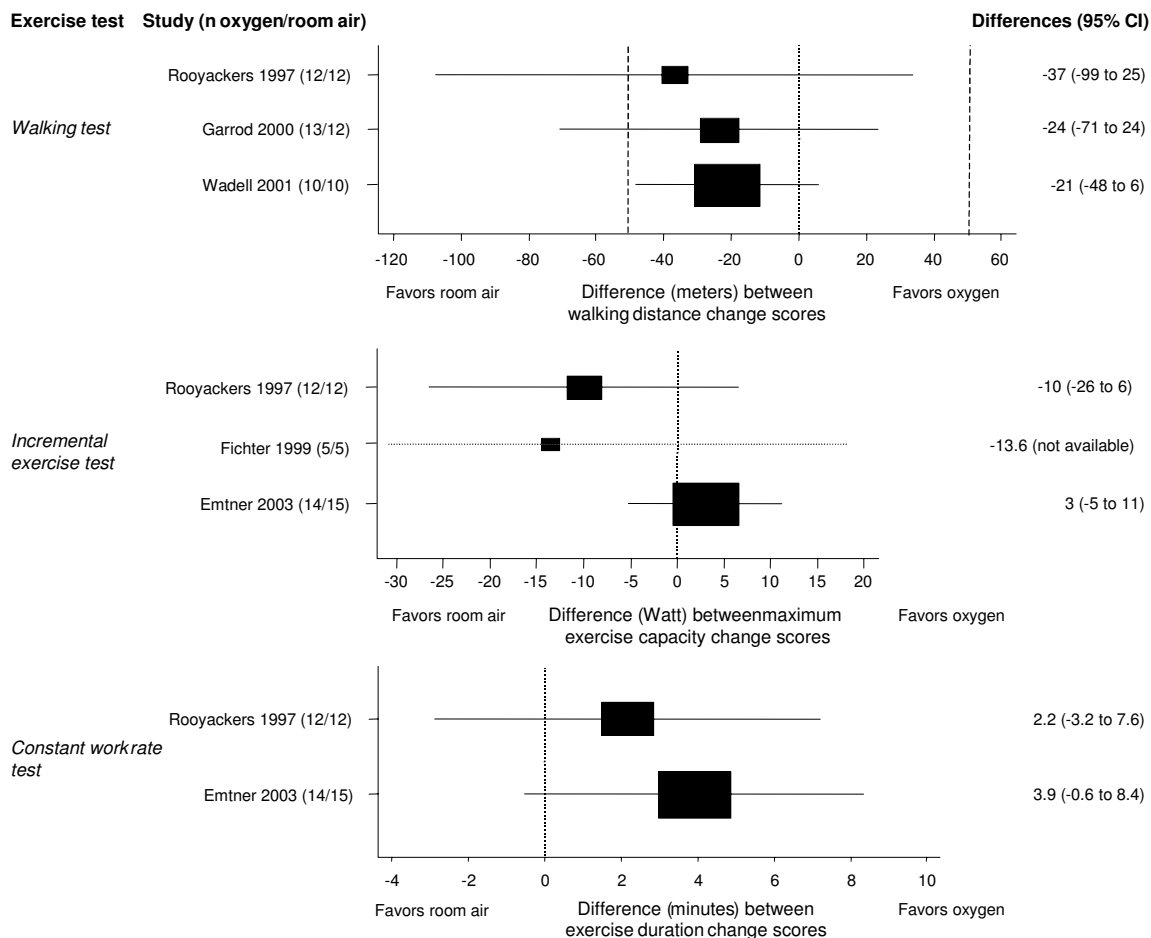 Exercise test Study (n oxygen/room air) Differences (95% CI)
Rooyackers 1997 (12/12) -37 (-99 to 25)
Walking test Garrod 2000 (13/12) -24 (-71 to 24)
Wadell 2001 (10/10) -21 (-48 to 6)
-120 -100 -80 -60 -40 -20 0 20 40 60
Favors room air Difference (meters) between Favors oxygen
walking distance change scores
Rooyackers 1997 (12/12) -10 (-26 to 6)
Incremental
exercise test
Fichter 1999 (5/5) -13.6 (not available)
Emtner 2003 (14/15) 3 (-5 to 11)
-30 -25 -20 -15 -10 -5 0 5 10 15 20
Favors room air Difference (Watt) betweenmaximum Favors oxygen
exercise capacity change scores
Rooyackers 1997 (12/12) 2.2 (-3.2 to 7.6)
Constant workrate
test
Emtner 2003 (14/15) 3.9 (-0.6 to 8.4)
-4 -2 0 2 4 6 8 10
Favors room air Difference (minutes) between Favors oxygen
exercise duration change scores